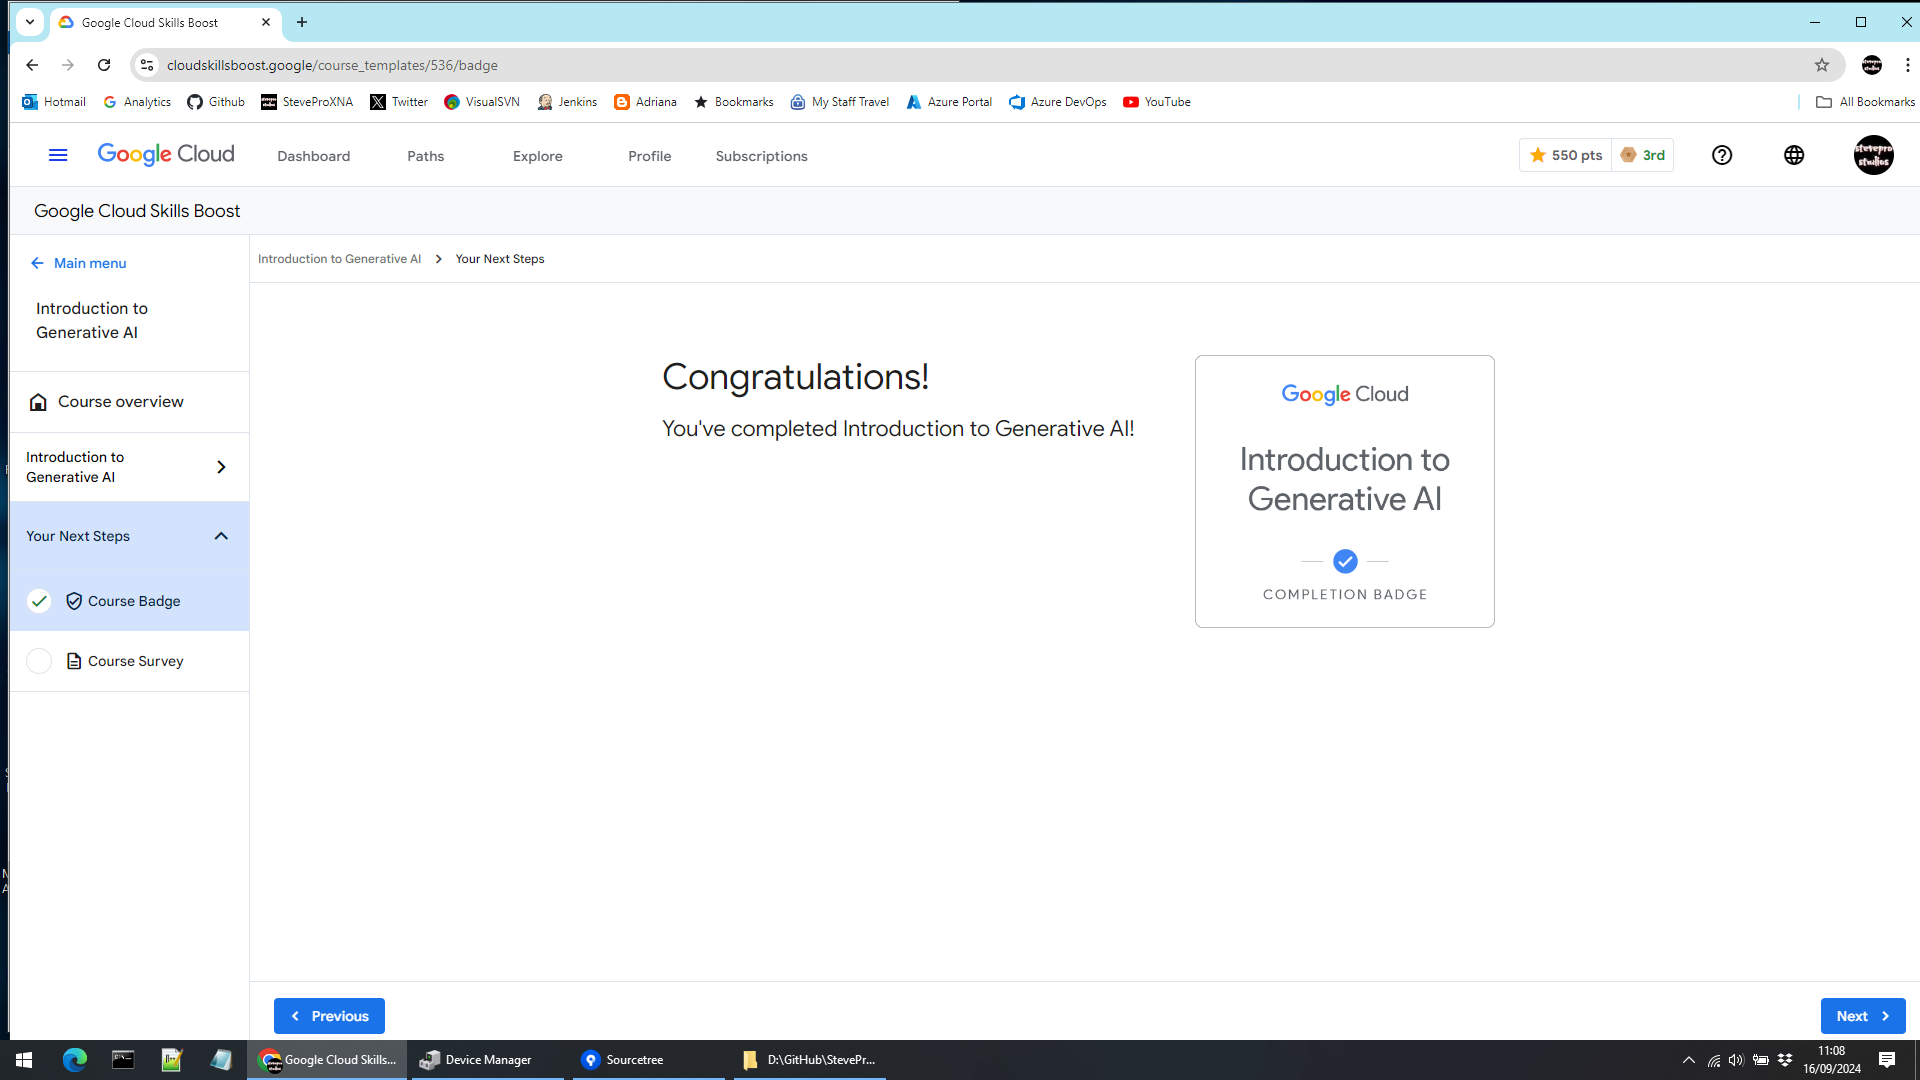 Google Cloud Skills Boost
cloudskillsboost.google/course_templates/536/badge
Hotmail Analytics Github SteveProXNA Twitter VisualSVN Jenkins Adriana Bookmarks My Staff Travel Azure Portal Azure DevOps YouTube All Bookmarks
Google Cloud Dashboard Paths Explore Profile Subscriptions 550 pts 3rd stevepro studios
Google Cloud Skills Boost
Main menu
Introduction to Generative AI > Your Next Steps
Introduction to
Generative AI
Course overview
Introduction to
Generative AI
Your Next Steps
Course Badge
Course Survey
Congratulations!
You've completed Introduction to Generative AI!
Google Cloud
Introduction to
Generative AI
COMPLETION BADGE
Previous
Next
Google Cloud Skills... Device Manager Sourcetree D:\GitHub\StevePr...
11:08
16/09/2024